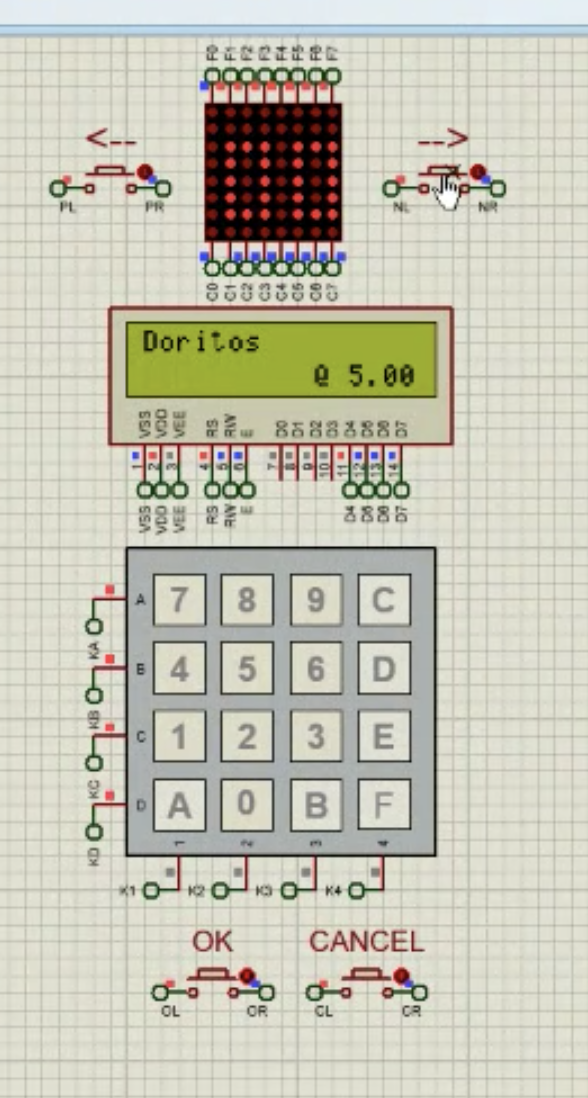 F0 F1 F2 F3 F4 F5 F6 F7
<--- --->
PL PR NL NR
C0 C1 C2 C3 C4 C5 C6 C7
Doritos
@ 5.00
VSS VDD VEE RS RW E D0 D1 D2 D3 D4 D5 D6 D7
1 2 3 4 5 6 7 8 9 10 11 12 13 14
VSS VDD VEE RS RW E D4 D5 D6 D7
A 7 8 9 C
KA
B 4 5 6 D
KB
C 1 2 3 E
KC
D A 0 B F
KD
1 2 3 4
K1 K2 K3 K4
OK CANCEL
OL OR CL CR